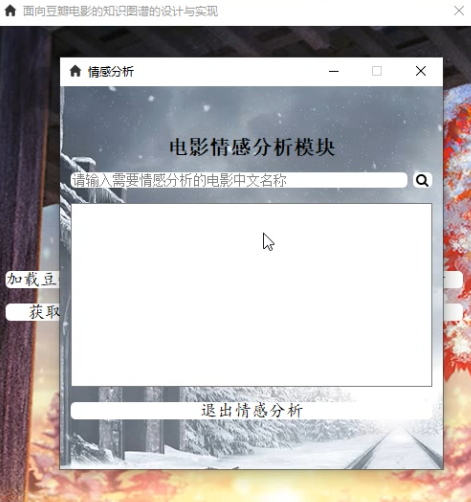 面向豆瓣电影的知识图谱的设计与实现
情感分析
电影情感分析模块
请输入需要情感分析的电影中文名称
加载豆
获取
退出情感分析